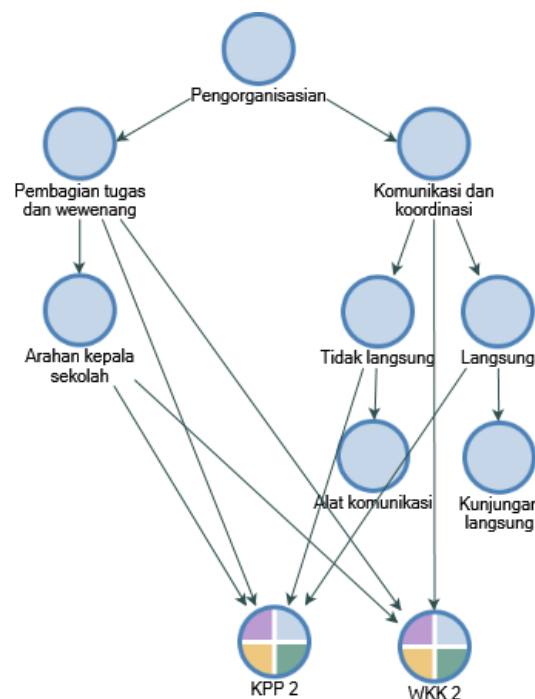 Pengorganisasian
Pembagian tugas
dan wewenang
Komunikasi dan
koordinasi
Arahan kepala
sekolah
Tidak langsung
Langsung
Alat komunikasi
Kunjungan
langsung
KPP 2
WKK 2